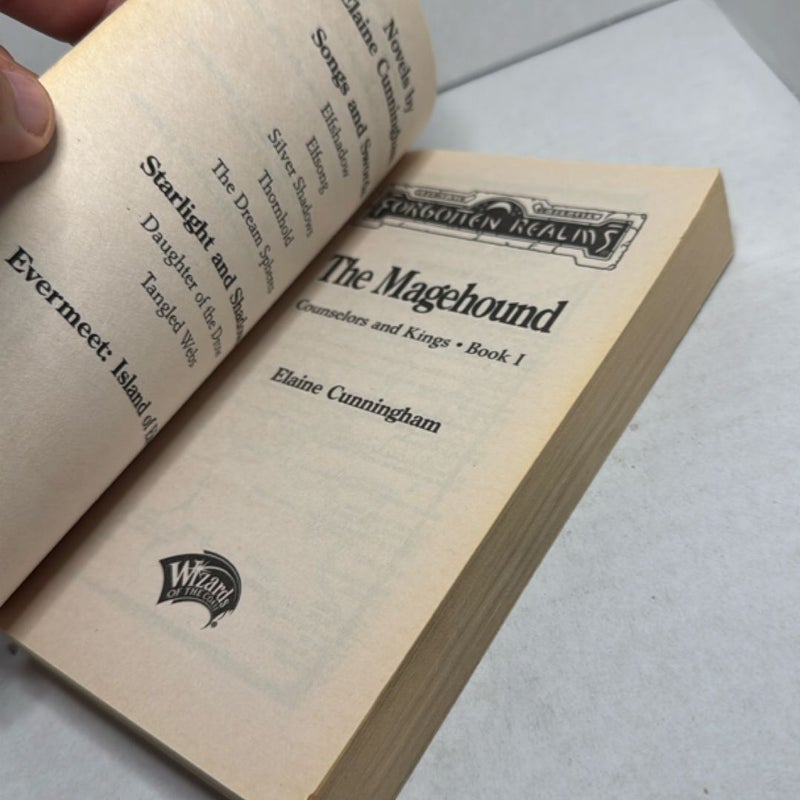 Novels by
Elaine Cunningham
Songs and Swords
Elfshadow
Elfsong
Silver Shadows
Thornhold
The Dream Spheres
Starlight and Shadow
Daughter of the Drow
Tangled Webs
Evermeet: Island of
FORGOTTEN REALMS
The Magehound
Counselors and Kings • Book I
Elaine Cunningham
Wizards
OF THE COAST